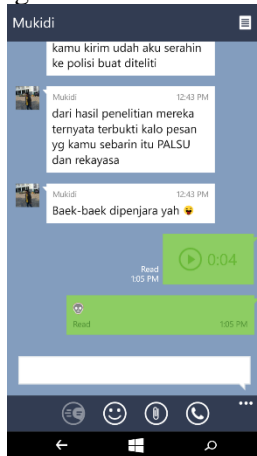 Mukidi
kamu kirim udah aku serahin
ke polisi buat diteliti
Mukidi 12:43 PM
dari hasil penelitian mereka
ternyata terbukti kalo pesan
yg kamu sebarin itu PALSU
dan rekayasa
Mukidi 12:43 PM
Baek-baek dipenjara yah
0:04
Read
1:05 PM
Read 1:05 PM